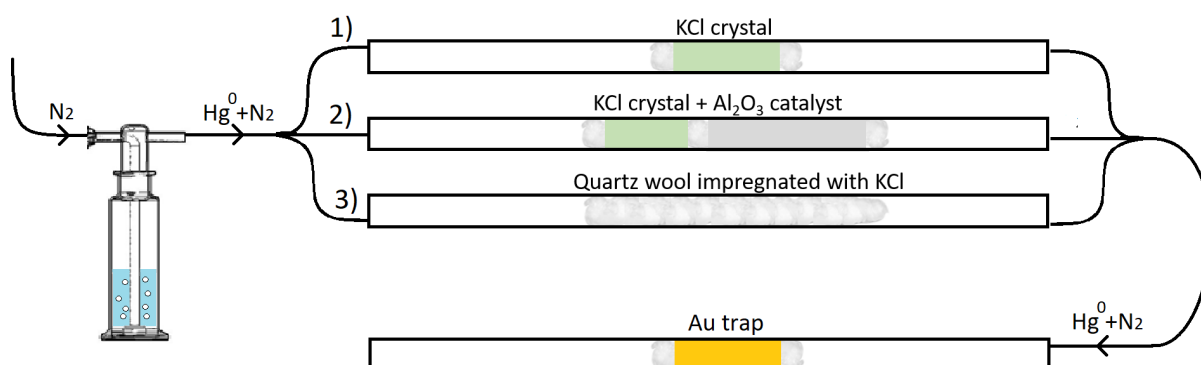 1)
KCl crystal
N₂
Hg⁰+N₂
2)
KCl crystal + Al₂O₃ catalyst
3)
Quartz wool impregnated with KCl
Au trap
Hg⁰+N₂